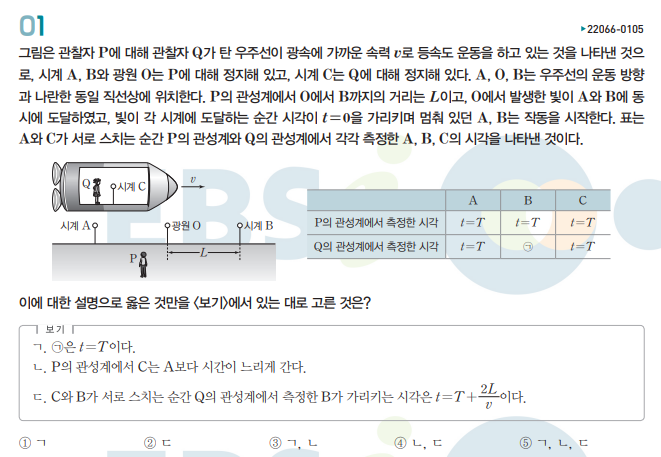 01
▸22066-0105
그림은 관찰자 P에 대해 관찰자 Q가 탄 우주선이 광속에 가까운 속력 v로 등속도 운동을 하고 있는 것을 나타낸 것으
로, 시계 A, B와 광원 O는 P에 대해 정지해 있고, 시계 C는 Q에 대해 정지해 있다. A, O, B는 우주선의 운동 방향
과 나란한 동일 직선상에 위치한다. P의 관성계에서 O에서 B까지의 거리는 L이고, O에서 발생한 빛이 A와 B에 동
시에 도달하였고, 빛이 각 시계에 도달하는 순간 시각이 t=0을 가리키며 멈춰 있던 A, B는 작동을 시작한다. 표는
A와 C가 서로 스치는 순간 P의 관성계와 Q의 관성계에서 각각 측정한 A, B, C의 시각을 나타낸 것이다.
Q
시계 C
v
시계 A
광원 O
시계 B
P
L
A B C
P의 관성계에서 측정한 시각 t=T t=T t=T
Q의 관성계에서 측정한 시각 t=T ㉠ t=T
이에 대한 설명으로 옳은 것만을 <보기>에서 있는 대로 고른 것은?
보기
ㄱ. ㉠은 t=T이다.
ㄴ. P의 관성계에서 C는 A보다 시간이 느리게 간다.
ㄷ. C와 B가 서로 스치는 순간 Q의 관성계에서 측정한 B가 가리키는 시각은 t=T+2L/v이다.
① ㄱ ② ㄷ ③ ㄱ, ㄴ ④ ㄴ, ㄷ ⑤ ㄱ, ㄴ, ㄷ
EBSi